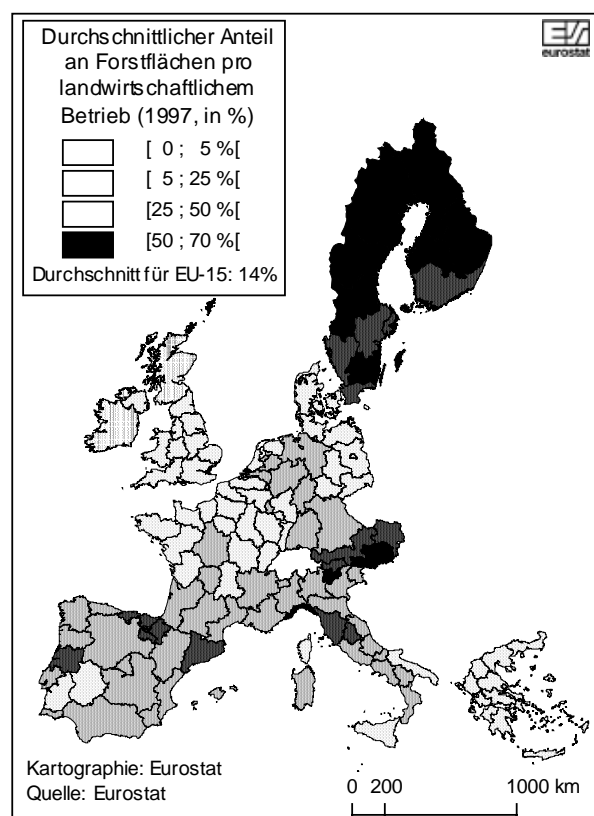 Durchschnittlicher Anteil
an Forstflächen pro
landwirtschaftlichem
Betrieb (1997, in %)
[ 0 ; 5 %[
[ 5 ; 25 %[
[25 ; 50 %[
[50 ; 70 %[
Durchschnitt für EU-15: 14%
eurostat
Kartographie: Eurostat
Quelle: Eurostat
0 200 1000 km